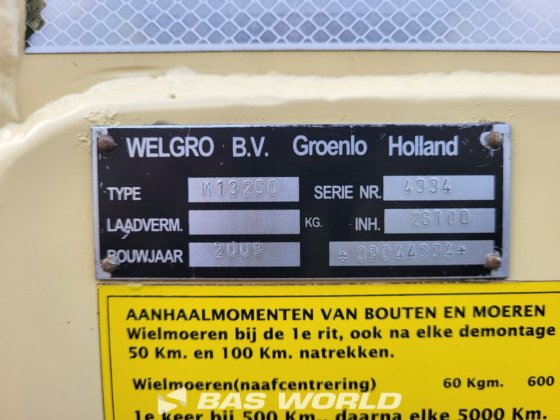 WELGRO B.V. Groenlo Holland
TYPE M13250 SERIE NR. 4334
LAADVERM. KG. INH. 26100
BOUWJAAR 2009 +09044334+
AANHAALMOMENTEN VAN BOUTEN EN MOEREN
Wielmoeren bij de 1e rit, ook na elke demontage
50 Km. en 100 Km. natrekken.
Wielmoeren(naafcentrering) 60 Kgm. 600
1e keer bij 500 Km., daarna elke 5000 Km.
BAS WORLD